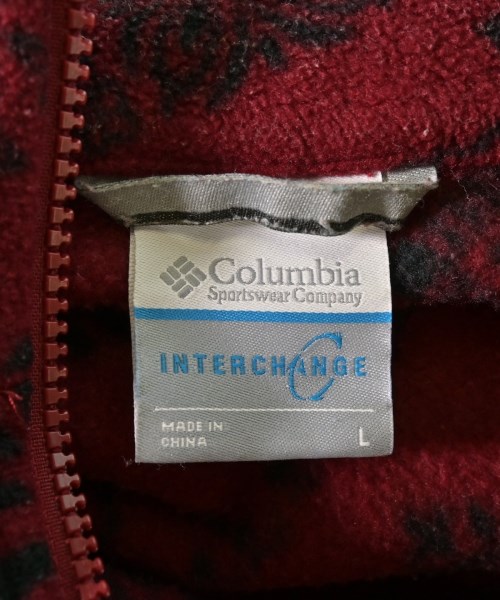 Columbia
Sportswear Company
INTERCHANGE
MADE IN
CHINA
L